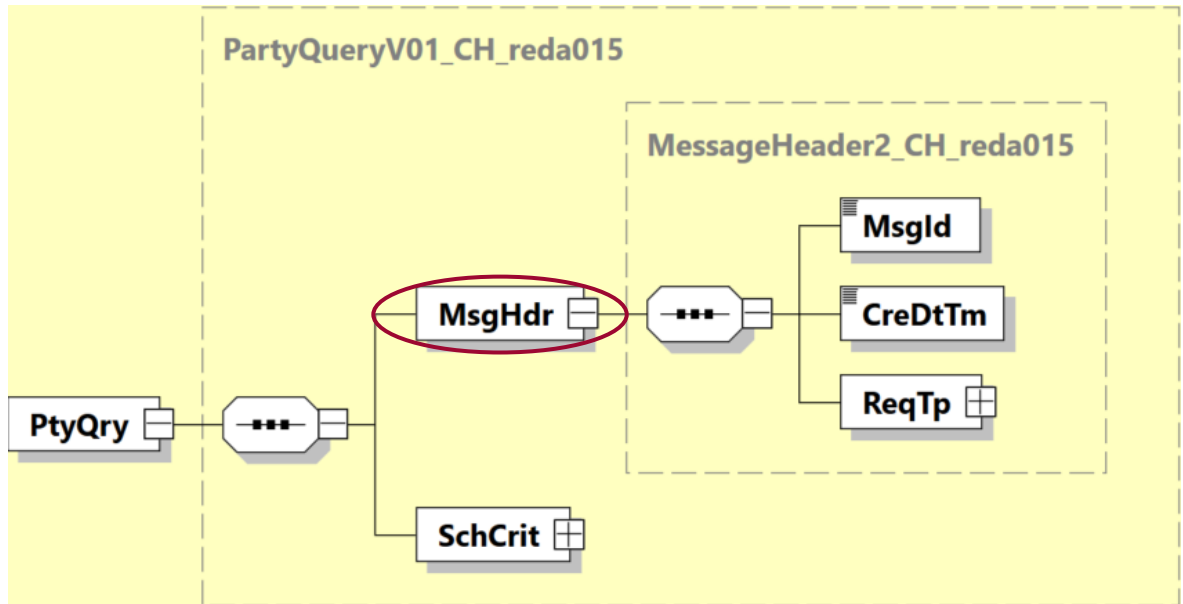 PartyQueryV01_CH_reda015
MessageHeader2_CH_reda015
MsgId
MsgHdr
CreDtTm
ReqTp
PtyQry
SchCrit